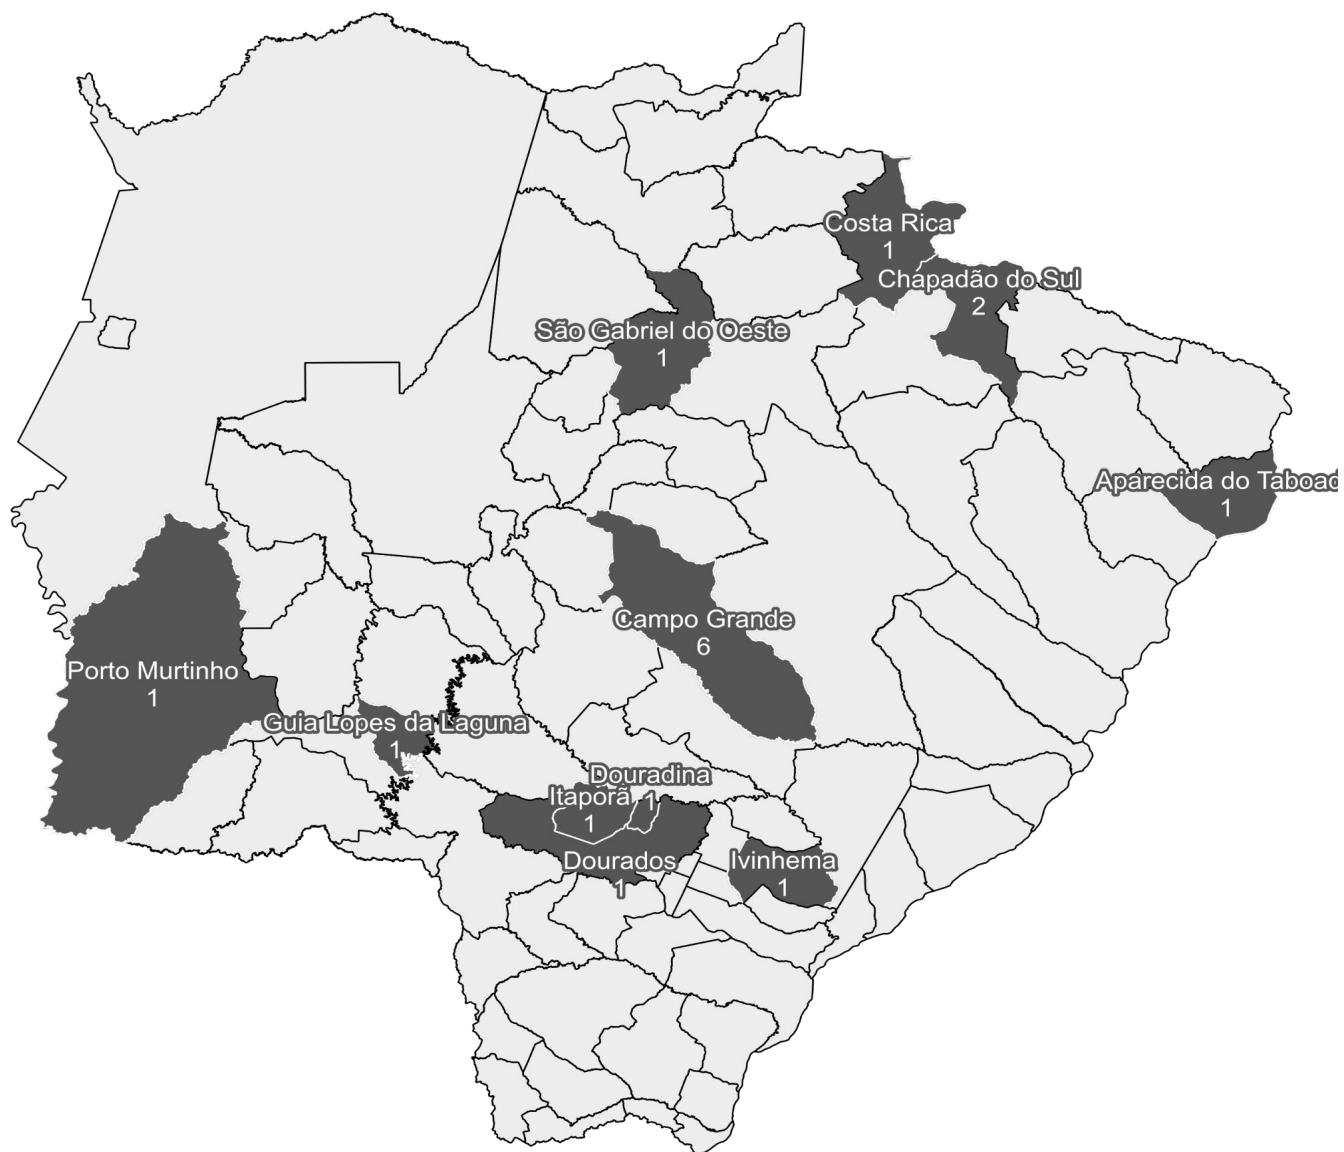 Costa Rica
1
Chapadão do Sul
2
São Gabriel do Oeste
1
Aparecida do Taboad
1
Campo Grande
6
Porto Murtinho
1
Guia Lopes da Laguna
1
Douradina
1
Itaporã
1
Dourados
1
Ivinhema
1